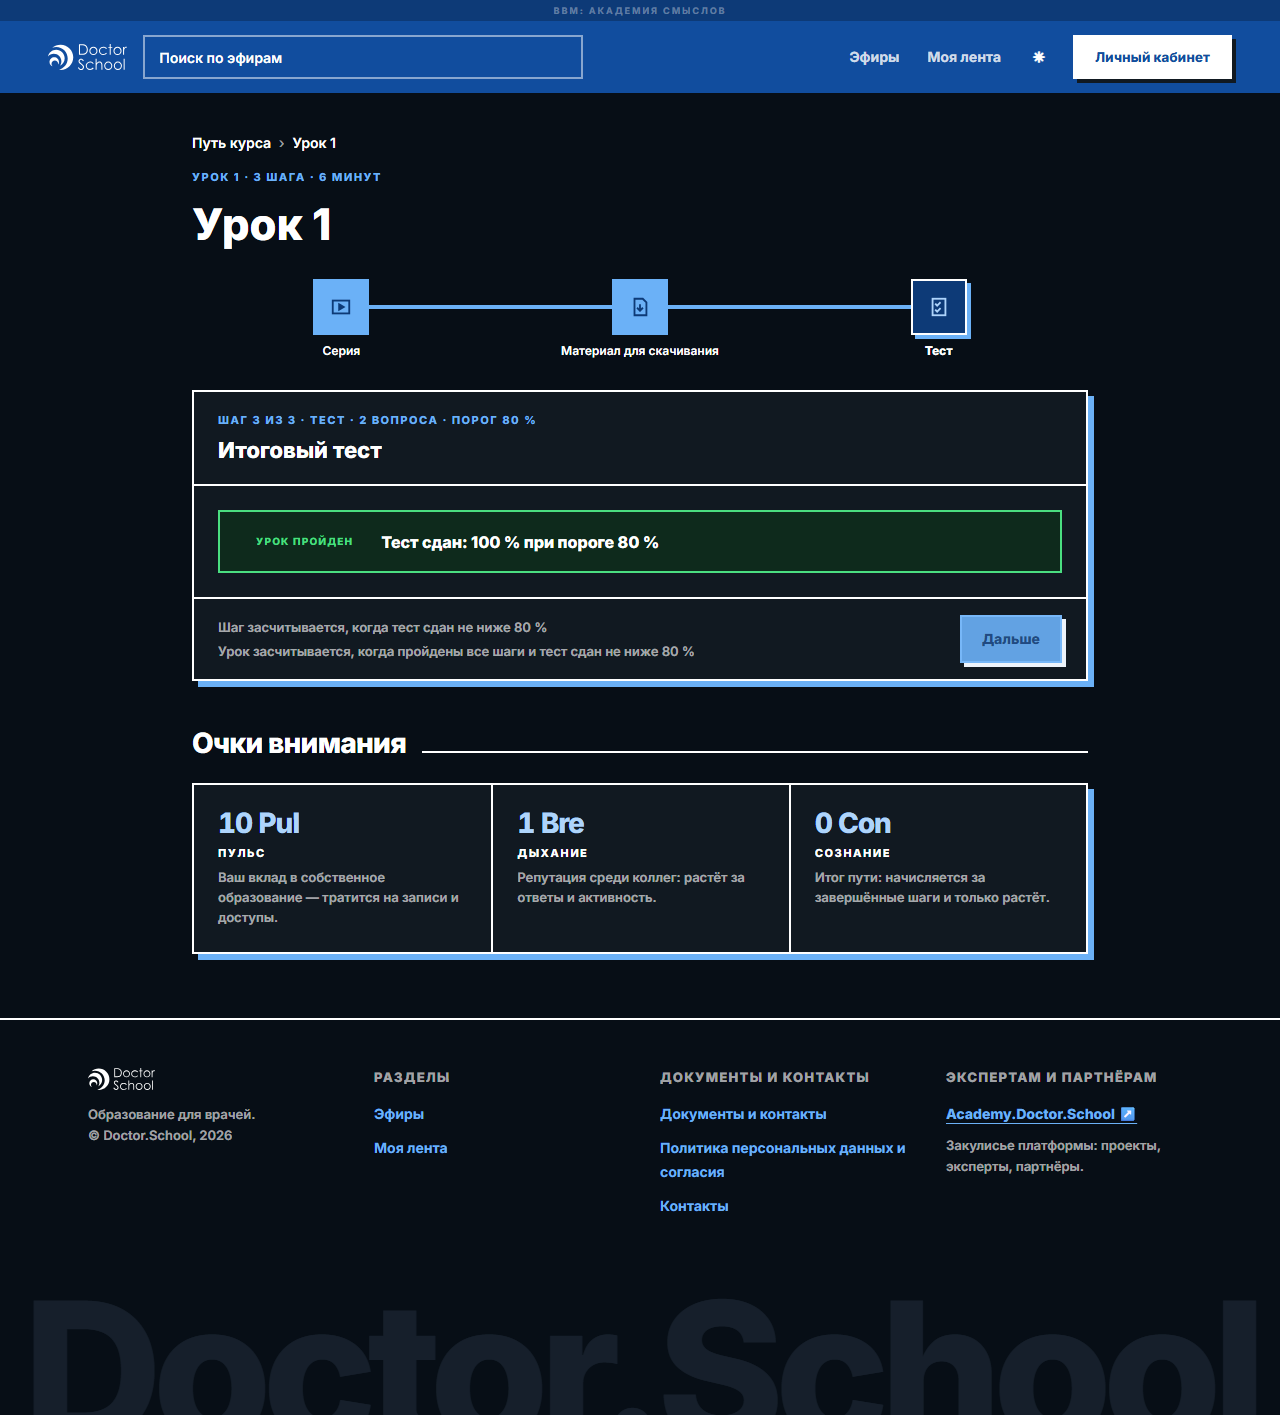 ВВМ: АКАДЕМИЯ СМЫСЛОВ
Doctor
School
Поиск по эфирам
Эфиры
Моя лента
Личный кабинет
Путь курса › Урок 1
УРОК 1 · 3 ШАГА · 6 МИНУТ
Урок 1
Серия
Материал для скачивания
Тест
ШАГ 3 ИЗ 3 · ТЕСТ · 2 ВОПРОСА · ПОРОГ 80 %
Итоговый тест
УРОК ПРОЙДЕН
Тест сдан: 100 % при пороге 80 %
Шаг засчитывается, когда тест сдан не ниже 80 %
Урок засчитывается, когда пройдены все шаги и тест сдан не ниже 80 %
Дальше
Очки внимания
10 Pul
ПУЛЬС
Ваш вклад в собственное
образование — тратится на записи и
доступы.
1 Bre
ДЫХАНИЕ
Репутация среди коллег: растёт за
ответы и активность.
0 Con
СОЗНАНИЕ
Итог пути: начисляется за
завершённые шаги и только растёт.
Doctor
School
Образование для врачей.
© Doctor.School, 2026
РАЗДЕЛЫ
Эфиры
Моя лента
ДОКУМЕНТЫ И КОНТАКТЫ
Документы и контакты
Политика персональных данных и
согласия
Контакты
ЭКСПЕРТАМ И ПАРТНЁРАМ
Academy.Doctor.School
Закулисье платформы: проекты,
эксперты, партнёры.
Doctor.School